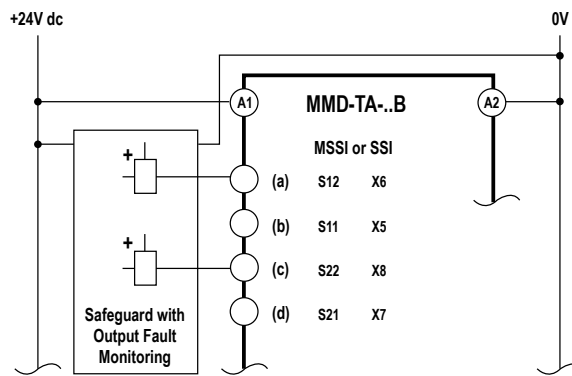 +24V dc
0V
A1
MMD-TA-..B
A2
MSSI or SSI
+
(a) S12 X6
(b) S11 X5
+
(c) S22 X8
(d) S21 X7
Safeguard with
Output Fault
Monitoring